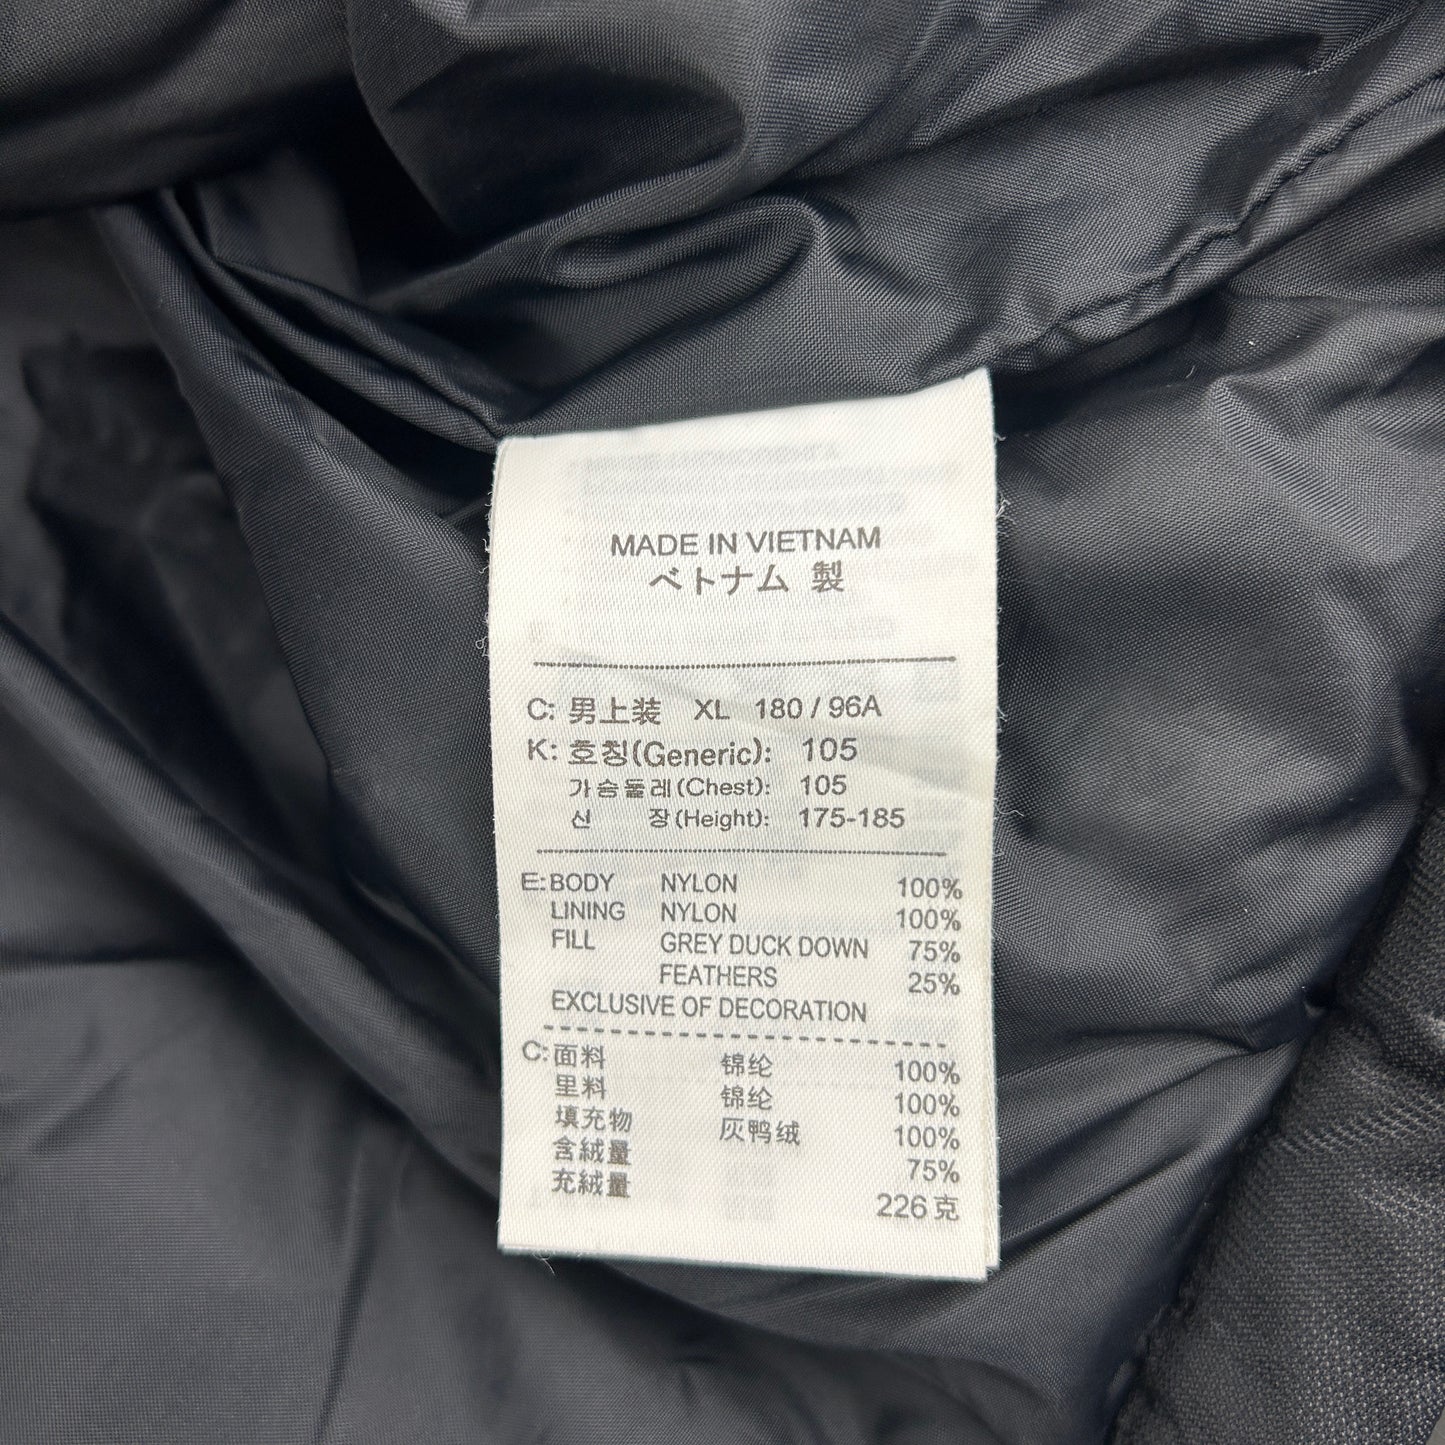 MADE IN VIETNAM
ベトナム 製
C: 男上装 XL 180 / 96A
K: 호칭(Generic): 105
가슴둘레(Chest): 105
신 장(Height): 175-185
E: BODY NYLON 100%
LINING NYLON 100%
FILL GREY DUCK DOWN 75%
FEATHERS 25%
EXCLUSIVE OF DECORATION
C: 面料 锦纶 100%
里料 锦纶 100%
填充物 灰鸭绒 100%
含絨量 75%
充絨量 226克